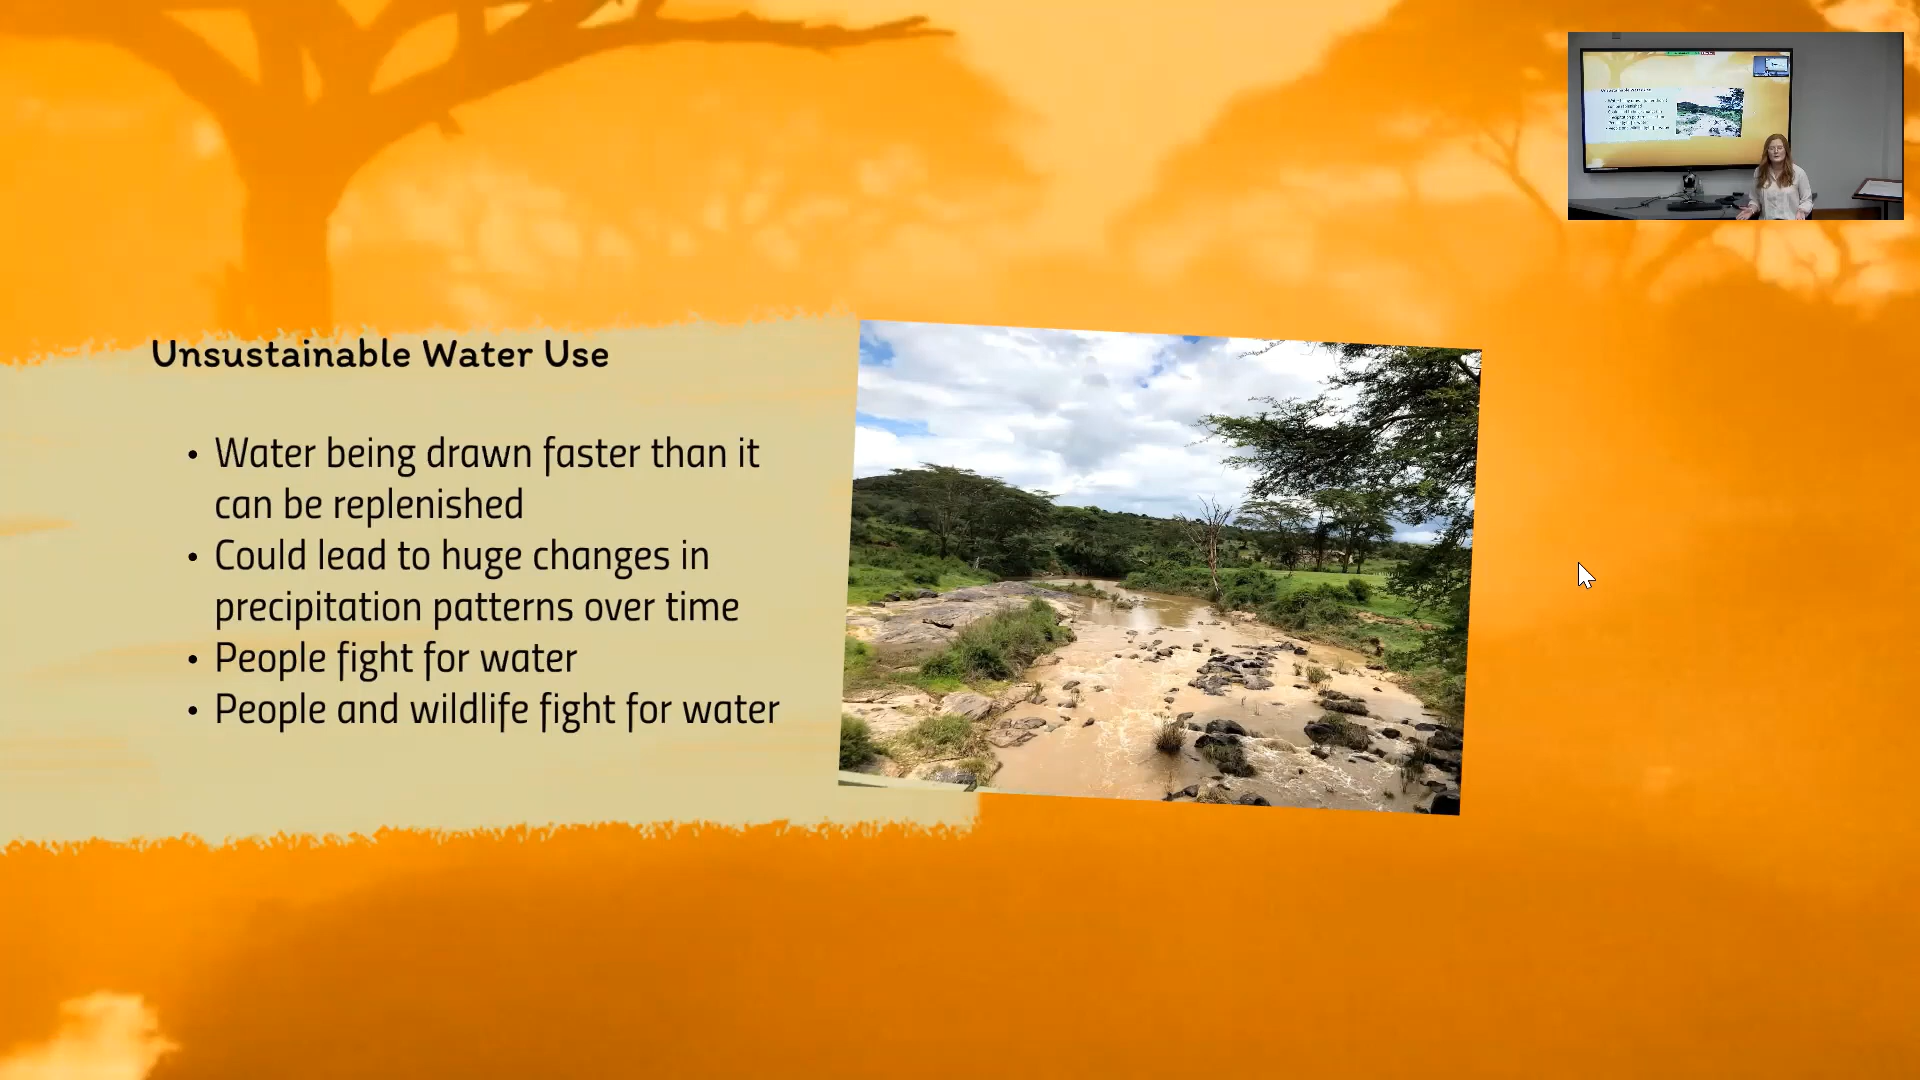 Unsustainable Water Use
• Water being drawn faster than it
can be replenished
• Could lead to huge changes in
precipitation patterns over time
• People fight for water
• People and wildlife fight for water